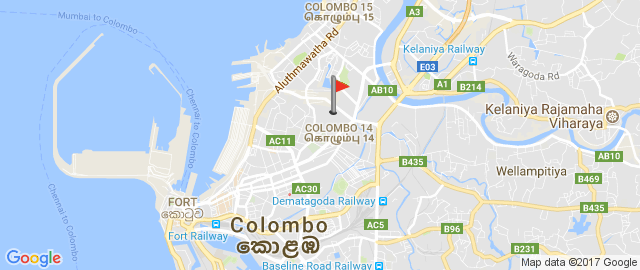 COLOMBO 15
கொழும்பு 15
A3
Mumbai to Colombo
Kelaniya Railway
Aluthmawatha Rd
E03
Waragoda Rd
A1
B214
AB10
Chennai to Colombo
Kelaniya Rajamaha
Viharaya
COLOMBO 14
கொழும்பு 14
AC11
B435
AB10
Wellampitiya
B469
Chennai to Colombo
AC30
FORT
කොටුව
Dematagoda Railway
B435
Fort Railway
Colombo
කොළඹ
AC5
B96
B231
Baseline Road Railway
Google
Map data ©2017 Google